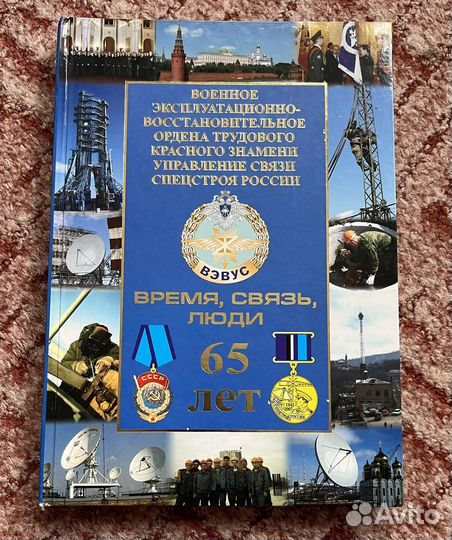 ВОЕННОЕ
ЭКСПЛУАТАЦИОННО-
ВОССТАНОВИТЕЛЬНОЕ
ОРДЕНА ТРУДОВОГО
КРАСНОГО ЗНАМЕНИ
УПРАВЛЕНИЕ СВЯЗИ
СПЕЦСТРОЯ РОССИИ
ВЭВУС
ВРЕМЯ, СВЯЗЬ,
ЛЮДИ
65
лет
СССР
Avito